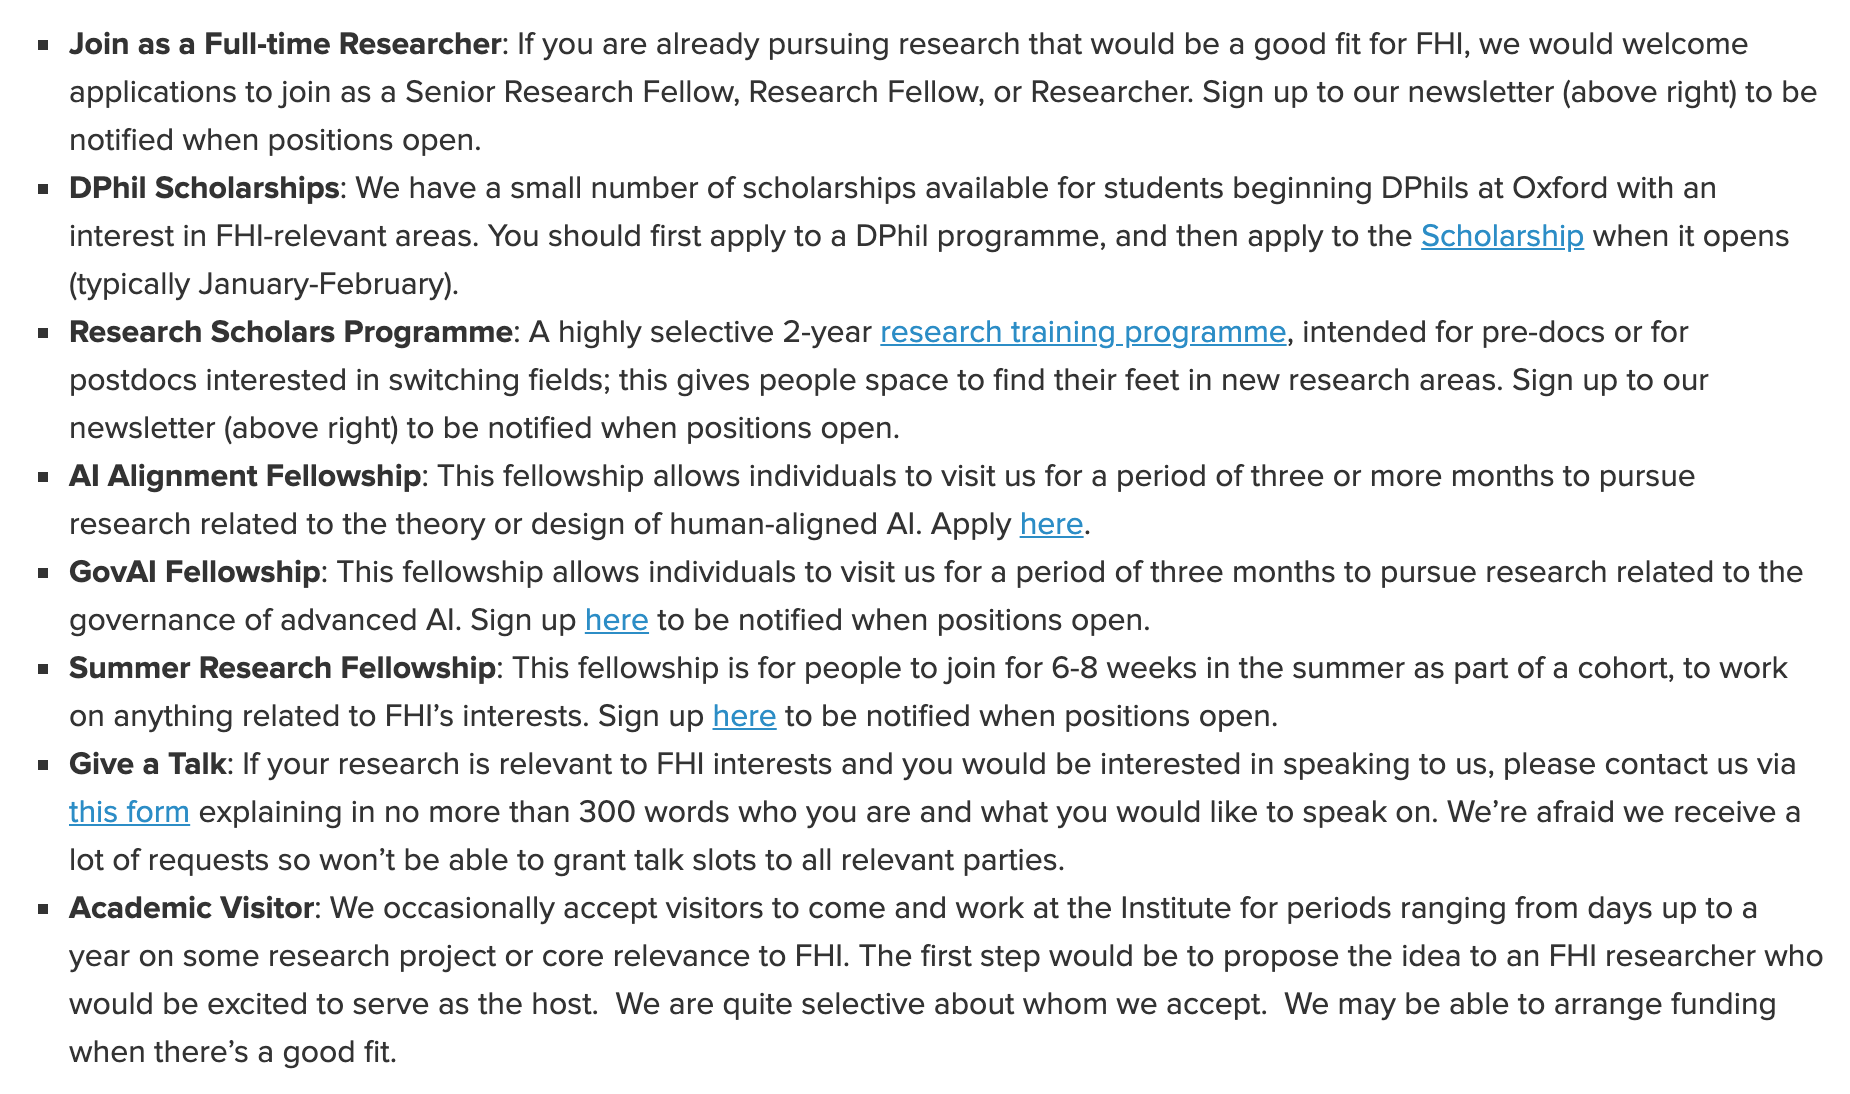 ▪ Join as a Full-time Researcher: If you are already pursuing research that would be a good fit for FHI, we would welcome
applications to join as a Senior Research Fellow, Research Fellow, or Researcher. Sign up to our newsletter (above right) to be
notified when positions open.
▪ DPhil Scholarships: We have a small number of scholarships available for students beginning DPhils at Oxford with an
interest in FHI-relevant areas. You should first apply to a DPhil programme, and then apply to the Scholarship when it opens
(typically January-February).
▪ Research Scholars Programme: A highly selective 2-year research training programme, intended for pre-docs or for
postdocs interested in switching fields; this gives people space to find their feet in new research areas. Sign up to our
newsletter (above right) to be notified when positions open.
▪ AI Alignment Fellowship: This fellowship allows individuals to visit us for a period of three or more months to pursue
research related to the theory or design of human-aligned AI. Apply here.
▪ GovAI Fellowship: This fellowship allows individuals to visit us for a period of three months to pursue research related to the
governance of advanced AI. Sign up here to be notified when positions open.
▪ Summer Research Fellowship: This fellowship is for people to join for 6-8 weeks in the summer as part of a cohort, to work
on anything related to FHI’s interests. Sign up here to be notified when positions open.
▪ Give a Talk: If your research is relevant to FHI interests and you would be interested in speaking to us, please contact us via
this form explaining in no more than 300 words who you are and what you would like to speak on. We’re afraid we receive a
lot of requests so won’t be able to grant talk slots to all relevant parties.
▪ Academic Visitor: We occasionally accept visitors to come and work at the Institute for periods ranging from days up to a
year on some research project or core relevance to FHI. The first step would be to propose the idea to an FHI researcher who
would be excited to serve as the host.  We are quite selective about whom we accept.  We may be able to arrange funding
when there’s a good fit.